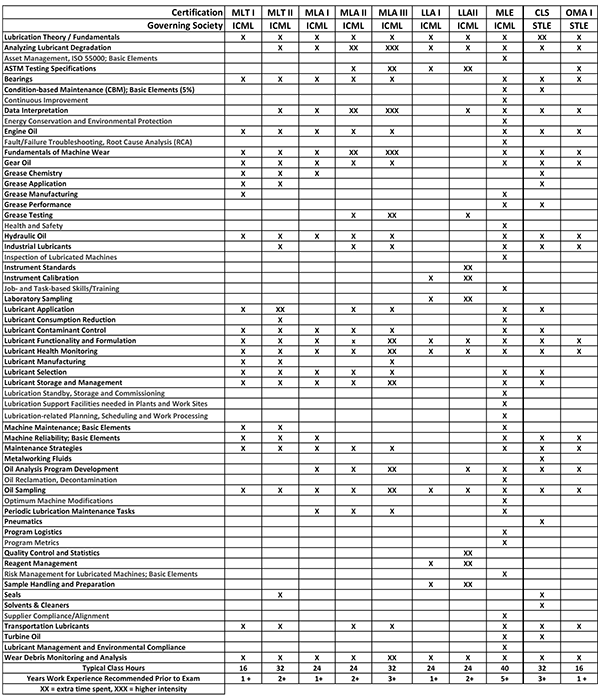 Certification MLT I MLT II MLA I MLA II MLA III LLA I LLAII MLE CLS OMA I
Governing Society ICML ICML ICML ICML ICML ICML ICML ICML STLE STLE
Lubrication Theory / Fundamentals X X X X X X X X XX X
Analyzing Lubricant Degradation X X XX XXX X X X X X
Asset Management, ISO 55000; Basic Elements X
ASTM Testing Specifications X XX X XX X
Bearings X X X X X X X X
Condition-based Maintenance (CBM); Basic Elements (5%) X X
Continuous Improvement X
Data Interpretation X X XX XXX X X X X
Energy Conservation and Environmental Protection X
Engine Oil X X X X X X X X
Fault/Failure Troubleshooting, Root Cause Analysis (RCA) X
Fundamentals of Machine Wear X X X XX XXX X X X
Gear Oil X X X X X X X X
Grease Chemistry X X X X
Grease Application X X X
Grease Manufacturing X X
Grease Performance X X
Grease Testing X XX X
Health and Safety X
Hydraulic Oil X X X X X X X X
Industrial Lubricants X X X X X X
Inspection of Lubricated Machines X
Instrument Standards XX
Instrument Calibration X XX
Job- and Task-based Skills/Training X
Laboratory Sampling X XX
Lubricant Application X XX X X X X
Lubricant Consumption Reduction X X
Lubricant Contaminant Control X X X X X X X
Lubricant Functionality and Formulation X X X x XX X X X X X
Lubricant Health Monitoring X X X X XX X X X X X
Lubricant Manufacturing X X X
Lubricant Selection X X X X X X X
Lubricant Storage and Management X X X X XX X X
Lubrication Standby, Storage and Commissioning X
Lubrication Support Facilities needed in Plants and Work Sites X
Lubrication-related Planning, Scheduling and Work Processing X
Machine Maintenance; Basic Elements X X X
Machine Reliability; Basic Elements X X X X X X
Maintenance Strategies X X X X X X X X
Metalworking Fluids X
Oil Analysis Program Development X X XX X X X X
Oil Reclamation, Decontamination X
Oil Sampling X X X X XX X X X X X
Optimum Machine Modifications X
Periodic Lubrication Maintenance Tasks X X X X
Pneumatics X
Program Logistics X
Program Metrics X
Quality Control and Statistics XX
Reagent Management X XX
Risk Management for Lubricated Machines; Basic Elements X
Sample Handling and Preparation X XX
Seals X X
Solvents & Cleaners X
Supplier Compliance/Alignment X
Transportation Lubricants X X X X X X X
Turbine Oil X X
Lubricant Management and Environmental Compliance X
Wear Debris Monitoring and Analysis X X X X XX X X X X X
Typical Class Hours 16 32 24 24 32 24 24 40 32 16
Years Work Experience Recommended Prior to Exam 1 + 2+ 1+ 2+ 3+ 1+ 2+ 5+ 3+ 1 +
XX = extra time spent, XXX = higher intensity